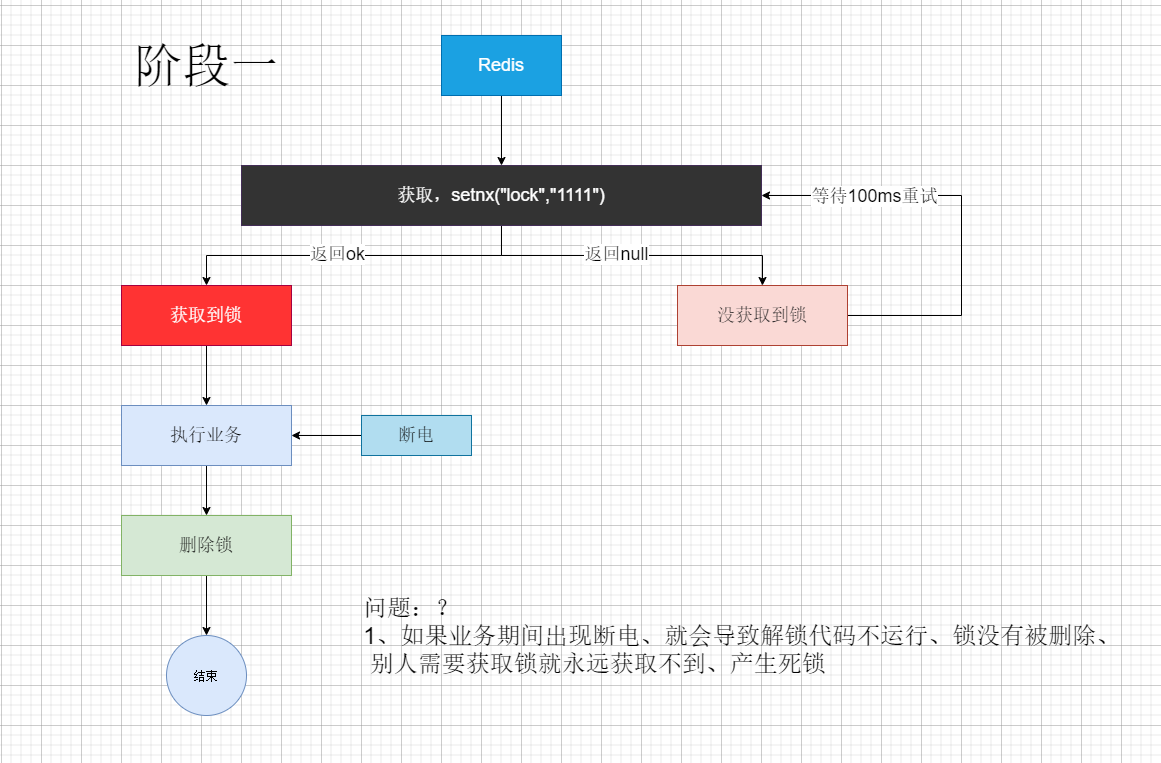 阶段一
Redis
获取，setnx("lock","1111")
等待100ms重试
返回ok
返回null
获取到锁
没获取到锁
执行业务
断电
删除锁
问题：？
1、如果业务期间出现断电、就会导致解锁代码不运行、锁没有被删除、
别人需要获取锁就永远获取不到、产生死锁
结束